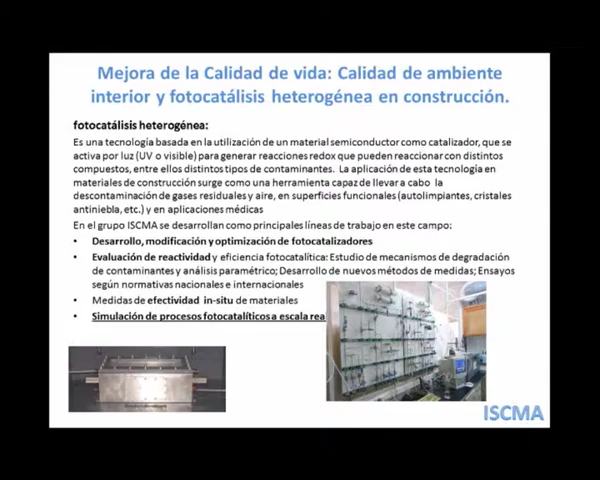 Mejora de la Calidad de vida: Calidad de ambiente
interior y fotocatálisis heterogénea en construcción.
fotocatálisis heterogénea:
Es una tecnología basada en la utilización de un material semiconductor como catalizador, que se
activa por luz (UV o visible) para generar reacciones redox que pueden reaccionar con distintos
compuestos, entre ellos distintos tipos de contaminantes. La aplicación de esta tecnología en
materiales de construcción surge como una herramienta capaz de llevar a cabo la
descontaminación de gases residuales y aire, en superficies funcionales (autolimpiantes, cristales
antiniebla, etc.) y en aplicaciones médicas
En el grupo ISCMA se desarrollan como principales líneas de trabajo en este campo:
• Desarrollo, modificación y optimización de fotocatalizadores
• Evaluación de reactividad y eficiencia fotocatalítica: Estudio de mecanismos de degradación
de contaminantes y análisis paramétrico; Desarrollo de nuevos métodos de medidas; Ensayos
según normativas nacionales e internacionales
• Medidas de efectividad in-situ de materiales
• Simulación de procesos fotocatalíticos a escala rea
ISCMA